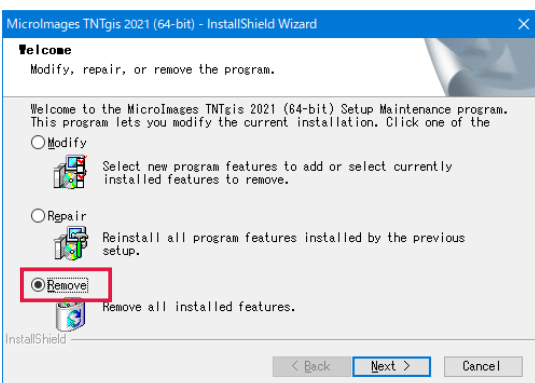 MicroImages TNTgis 2021 (64-bit) - InstallShield Wizard
Welcome
Modify, repair, or remove the program.
Welcome to the MicroImages TNTgis 2021 (64-bit) Setup Maintenance program.
This program lets you modify the current installation. Click one of the
Modify
Select new program features to add or select currently
installed features to remove.
Repair
Reinstall all program features installed by the previous
setup.
Remove
Remove all installed features.
InstallShield
< Back
Next >
Cancel